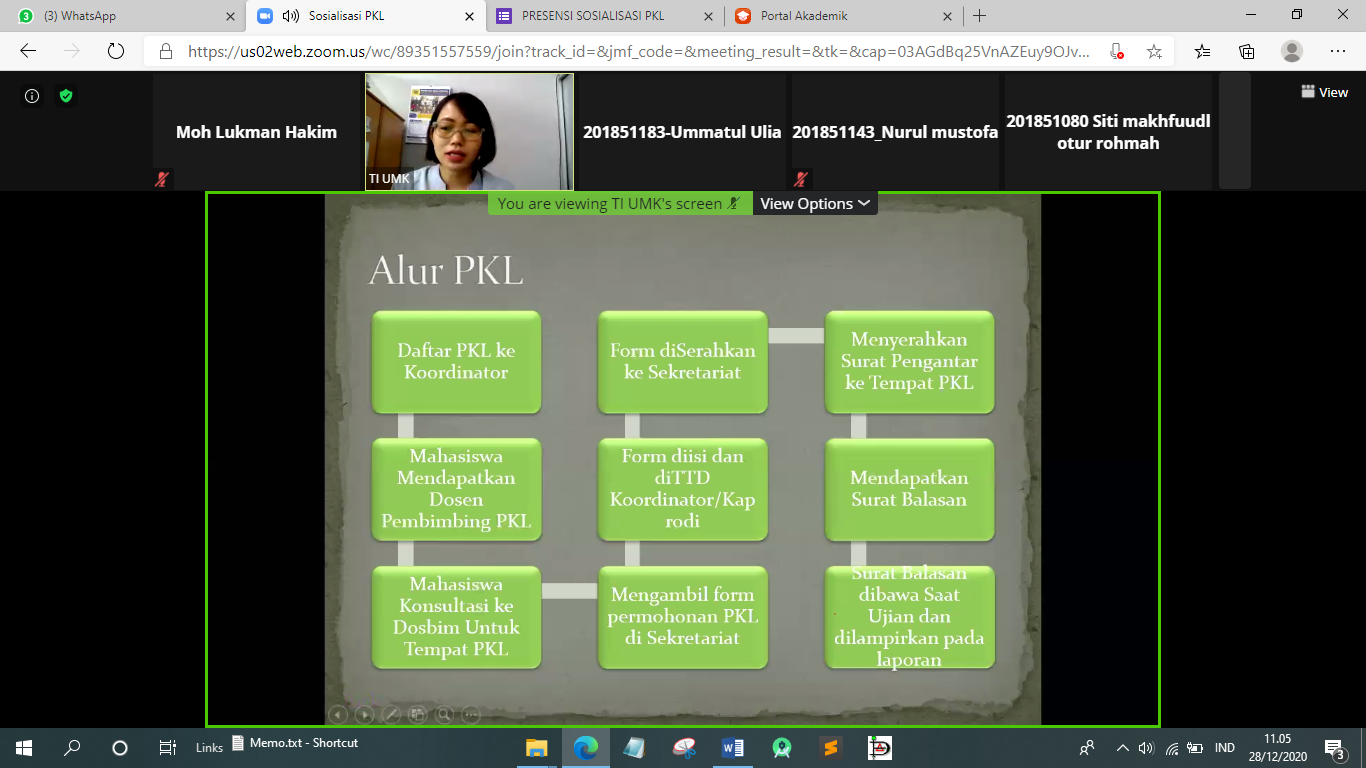 (3) WhatsApp
Sosialisasi PKL
PRESENSI SOSIALISASI PKL
Portal Akademik
https://us02web.zoom.us/wc/89351557559/join?track_id=&jmf_code=&meeting_result=&tk=&cap=03AGdBq25VnAZEuy9OJv...
View
Moh Lukman Hakim
TI UMK
201851183-Ummatul Ulia
201851143_Nurul mustofa
201851080 Siti makhfuudl
otur rohmah
You are viewing TI UMK's screen
View Options
Alur PKL
Daftar PKL ke
Koordinator
Mahasiswa
Mendapatkan
Dosen
Pembimbing PKL
Mahasiswa
Konsultasi ke
Dosbim Untuk
Tempat PKL
Mengambil form
permohonan PKL
di Sekretariat
Form diisi dan
diTTD
Koordinator/Kap
rodi
Form diSerahkan
ke Sekretariat
Menyerahkan
Surat Pengantar
ke Tempat PKL
Mendapatkan
Surat Balasan
Surat Balasan
dibawa Saat
Ujian dan
dilampirkan pada
laporan
Links
Memo.txt - Shortcut
IND
11.05
28/12/2020
3